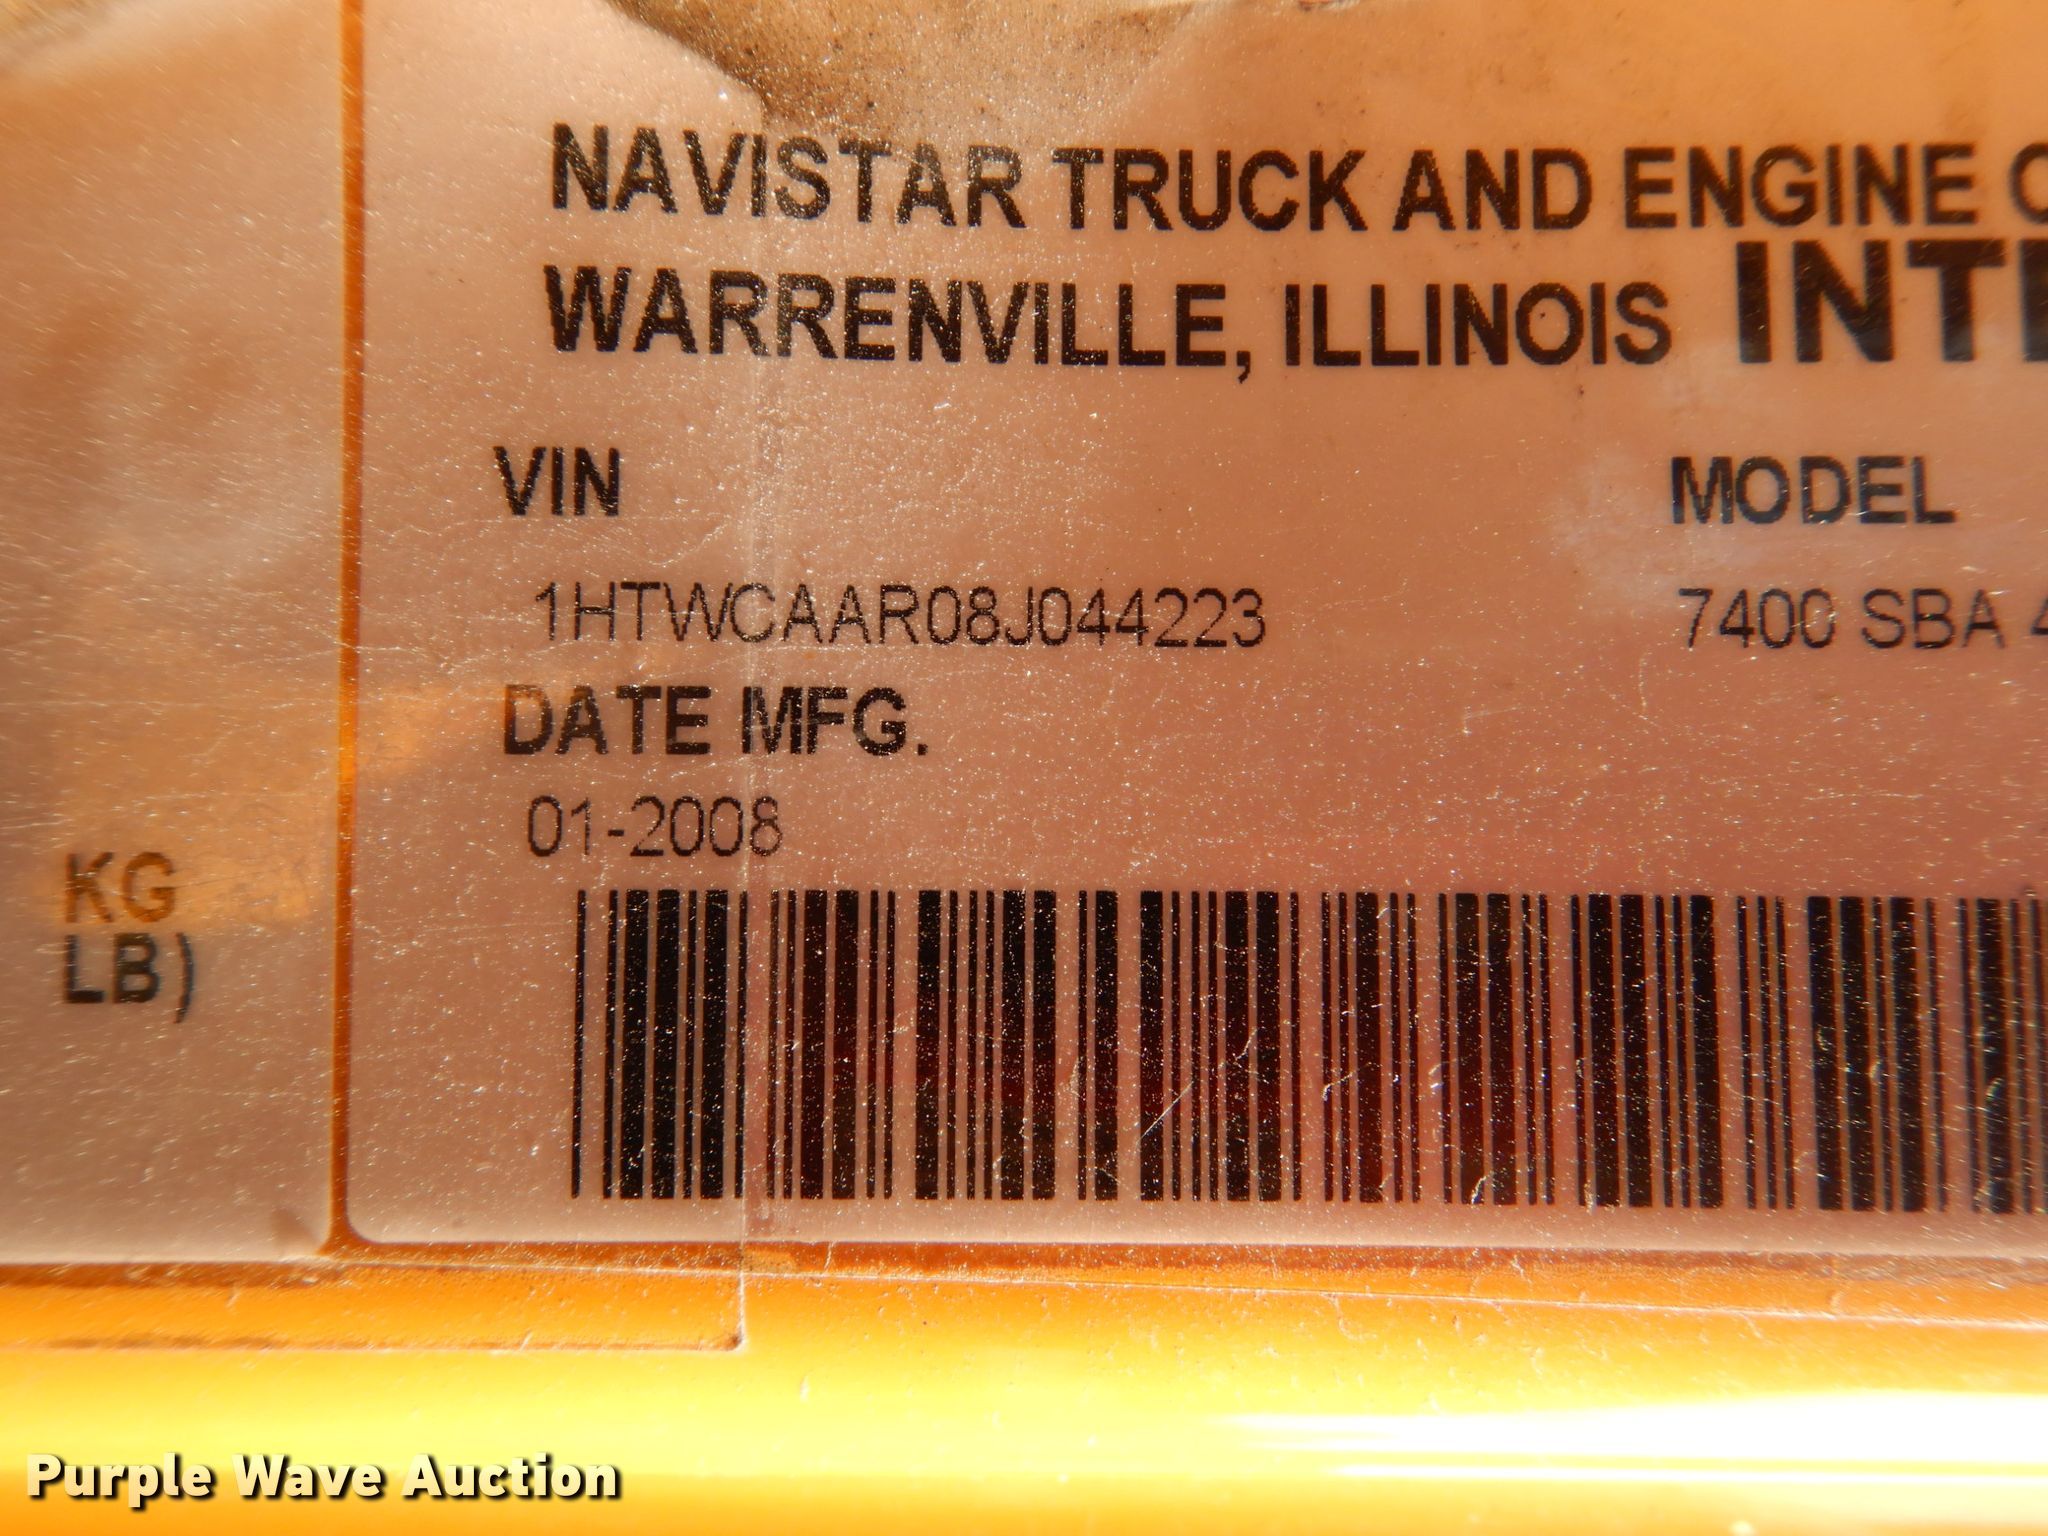 NAVISTAR TRUCK AND ENGINE
WARRENVILLE, ILLINOIS
VIN
MODEL
1HTWCAAR08J044223
7400 SBA
DATE MFG.
01-2008
KG
LB)
Purple Wave Auction